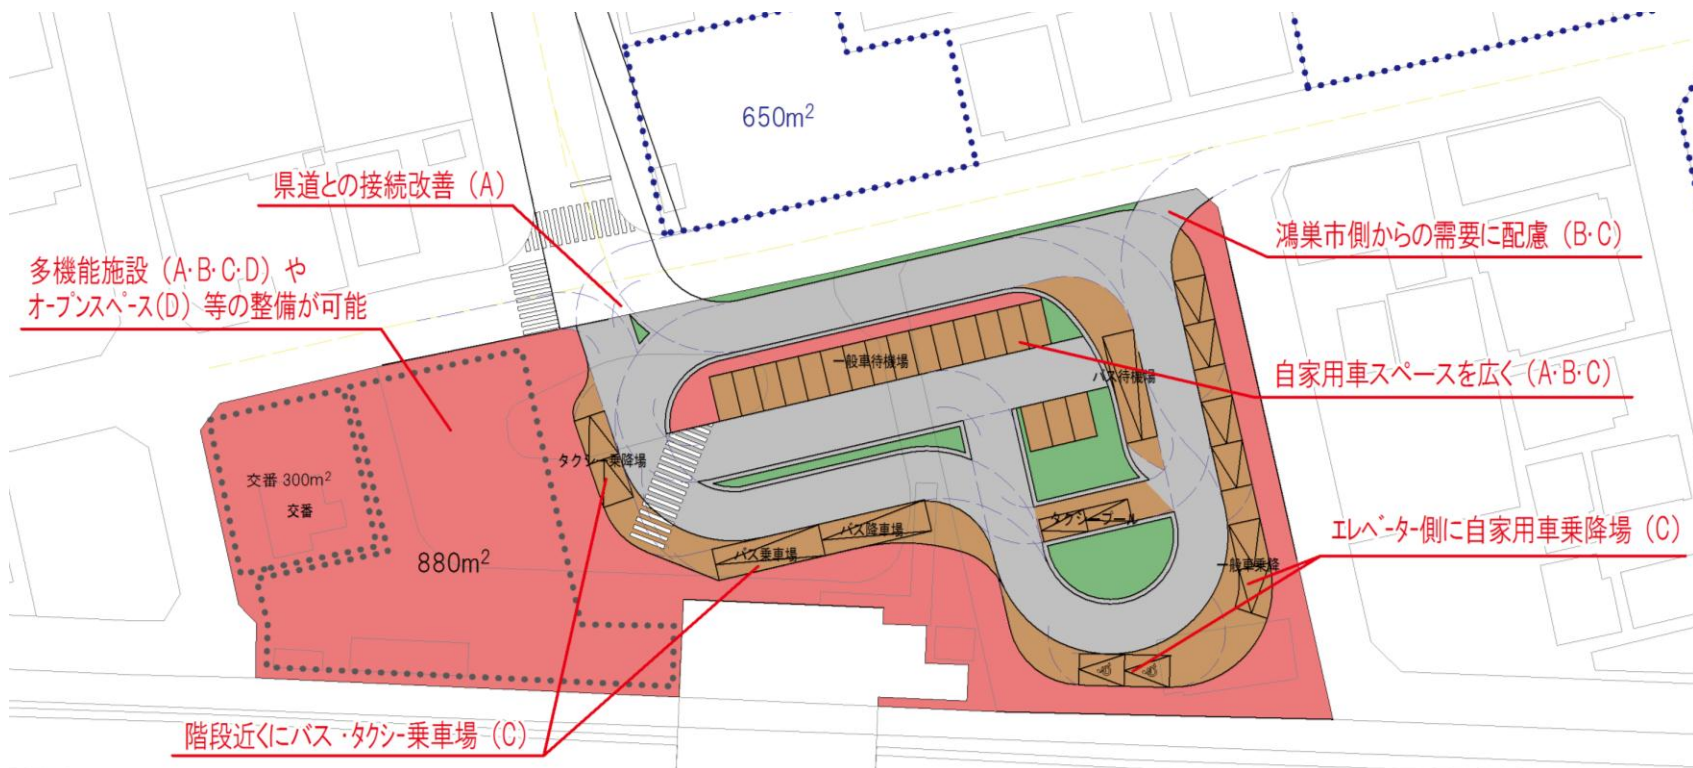 650m²
県道との接続改善（A）
鴻巣市側からの需要に配慮（B・C）
多機能施設（A・B・C・D）や
オープンスペース(D）等の整備が可能
一般車待機場
バス待機場
自家用車スペースを広く（A・B・C）
タクシー乗降場
交番 300m²
交番
880m²
バス乗車場
バス降車場
タクシープール
一般車乗降
エレベーター側に自家用車乗降場（C）
階段近くにバス・タクシー乗車場（C）